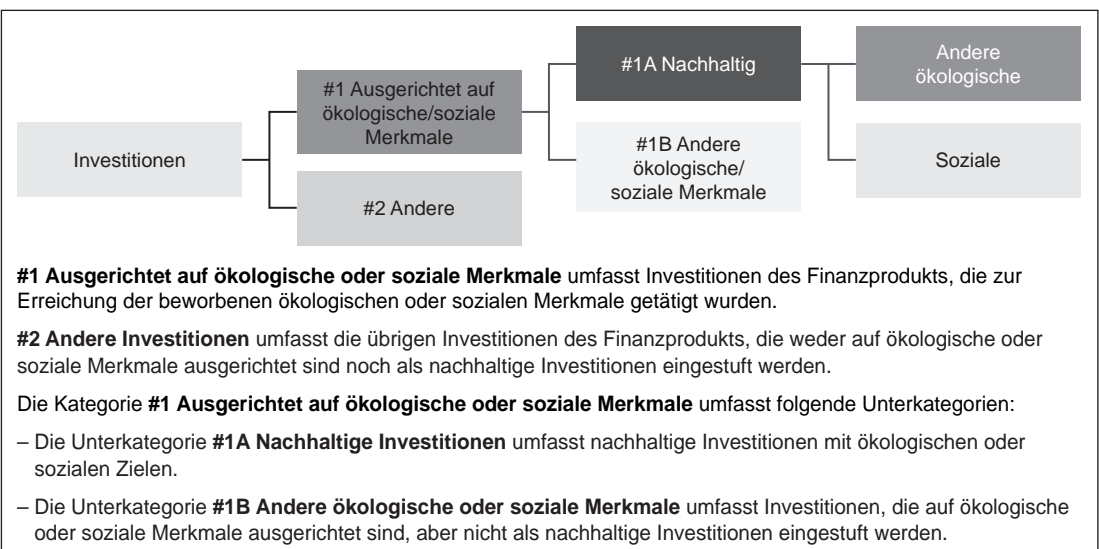 Investitionen
#1 Ausgerichtet auf
ökologische/soziale
Merkmale
#2 Andere
#1A Nachhaltig
#1B Andere
ökologische/
soziale Merkmale
Andere
ökologische
Soziale
#1 Ausgerichtet auf ökologische oder soziale Merkmale umfasst Investitionen des Finanzprodukts, die zur
Erreichung der beworbenen ökologischen oder sozialen Merkmale getätigt wurden.
#2 Andere Investitionen umfasst die übrigen Investitionen des Finanzprodukts, die weder auf ökologische oder
soziale Merkmale ausgerichtet sind noch als nachhaltige Investitionen eingestuft werden.
Die Kategorie #1 Ausgerichtet auf ökologische oder soziale Merkmale umfasst folgende Unterkategorien:
– Die Unterkategorie #1A Nachhaltige Investitionen umfasst nachhaltige Investitionen mit ökologischen oder
sozialen Zielen.
– Die Unterkategorie #1B Andere ökologische oder soziale Merkmale umfasst Investitionen, die auf ökologische
oder soziale Merkmale ausgerichtet sind, aber nicht als nachhaltige Investitionen eingestuft werden.